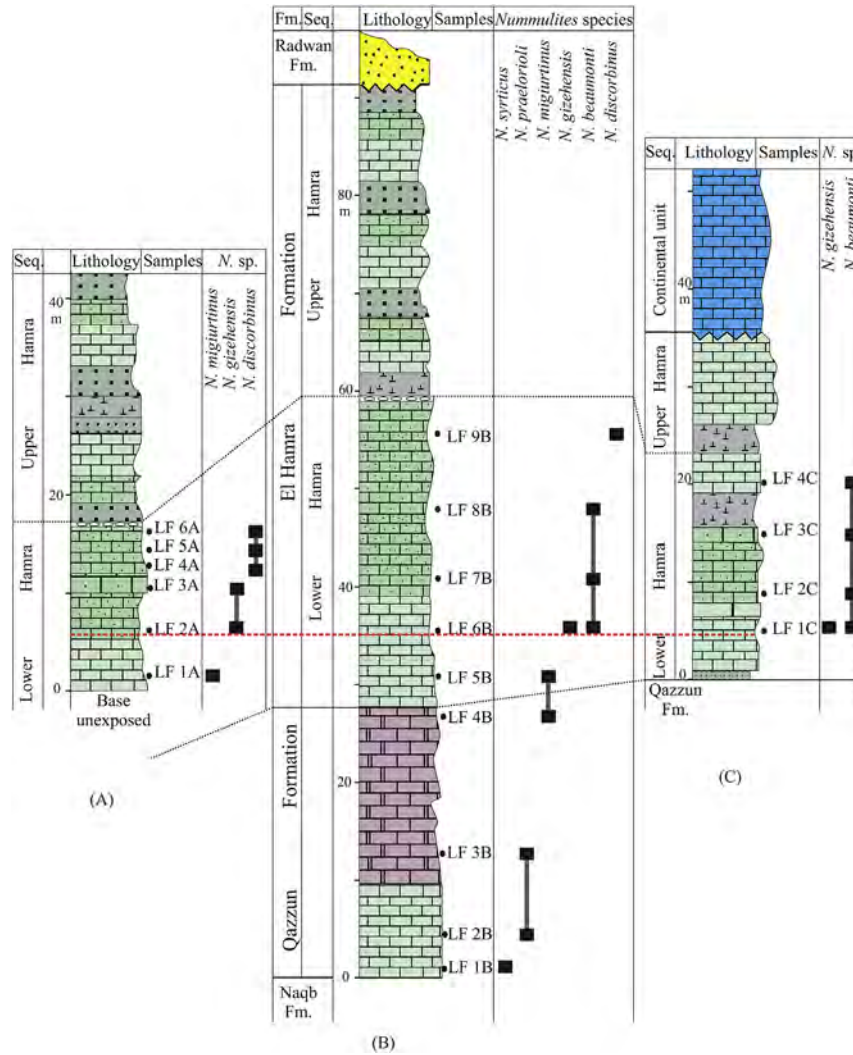 Fm. Seq. Lithology Samples Nummulites species
Radwan
Fm.
N. syrticus
N. praelorioli
N. migiurtinus
N. gizehensis
N. beaumonti
N. discorbinus
Formation
El Hamra
Upper Hamra
Lower Hamra
80
m
60
40
20
0
LF 9B
LF 8B
LF 7B
LF 6B
LF 5B
LF 4B
LF 3B
LF 2B
LF 1B
Qazzun Formation
Naqb
Fm.
(B)
Seq. Lithology Samples N. sp.
N. migiurtinus
N. gizehensis
N. discorbinus
Upper Hamra
Lower Hamra
40
m
20
0
LF 6A
LF 5A
LF 4A
LF 3A
LF 2A
LF 1A
Base
unexposed
(A)
Seq. Lithology Samples N. sp
N. gizehensis
N. beaumonti
Continental unit
Upper Hamra
Lower Hamra
40
m
20
0
LF 4C
LF 3C
LF 2C
LF 1C
Qazzun
Fm.
(C)